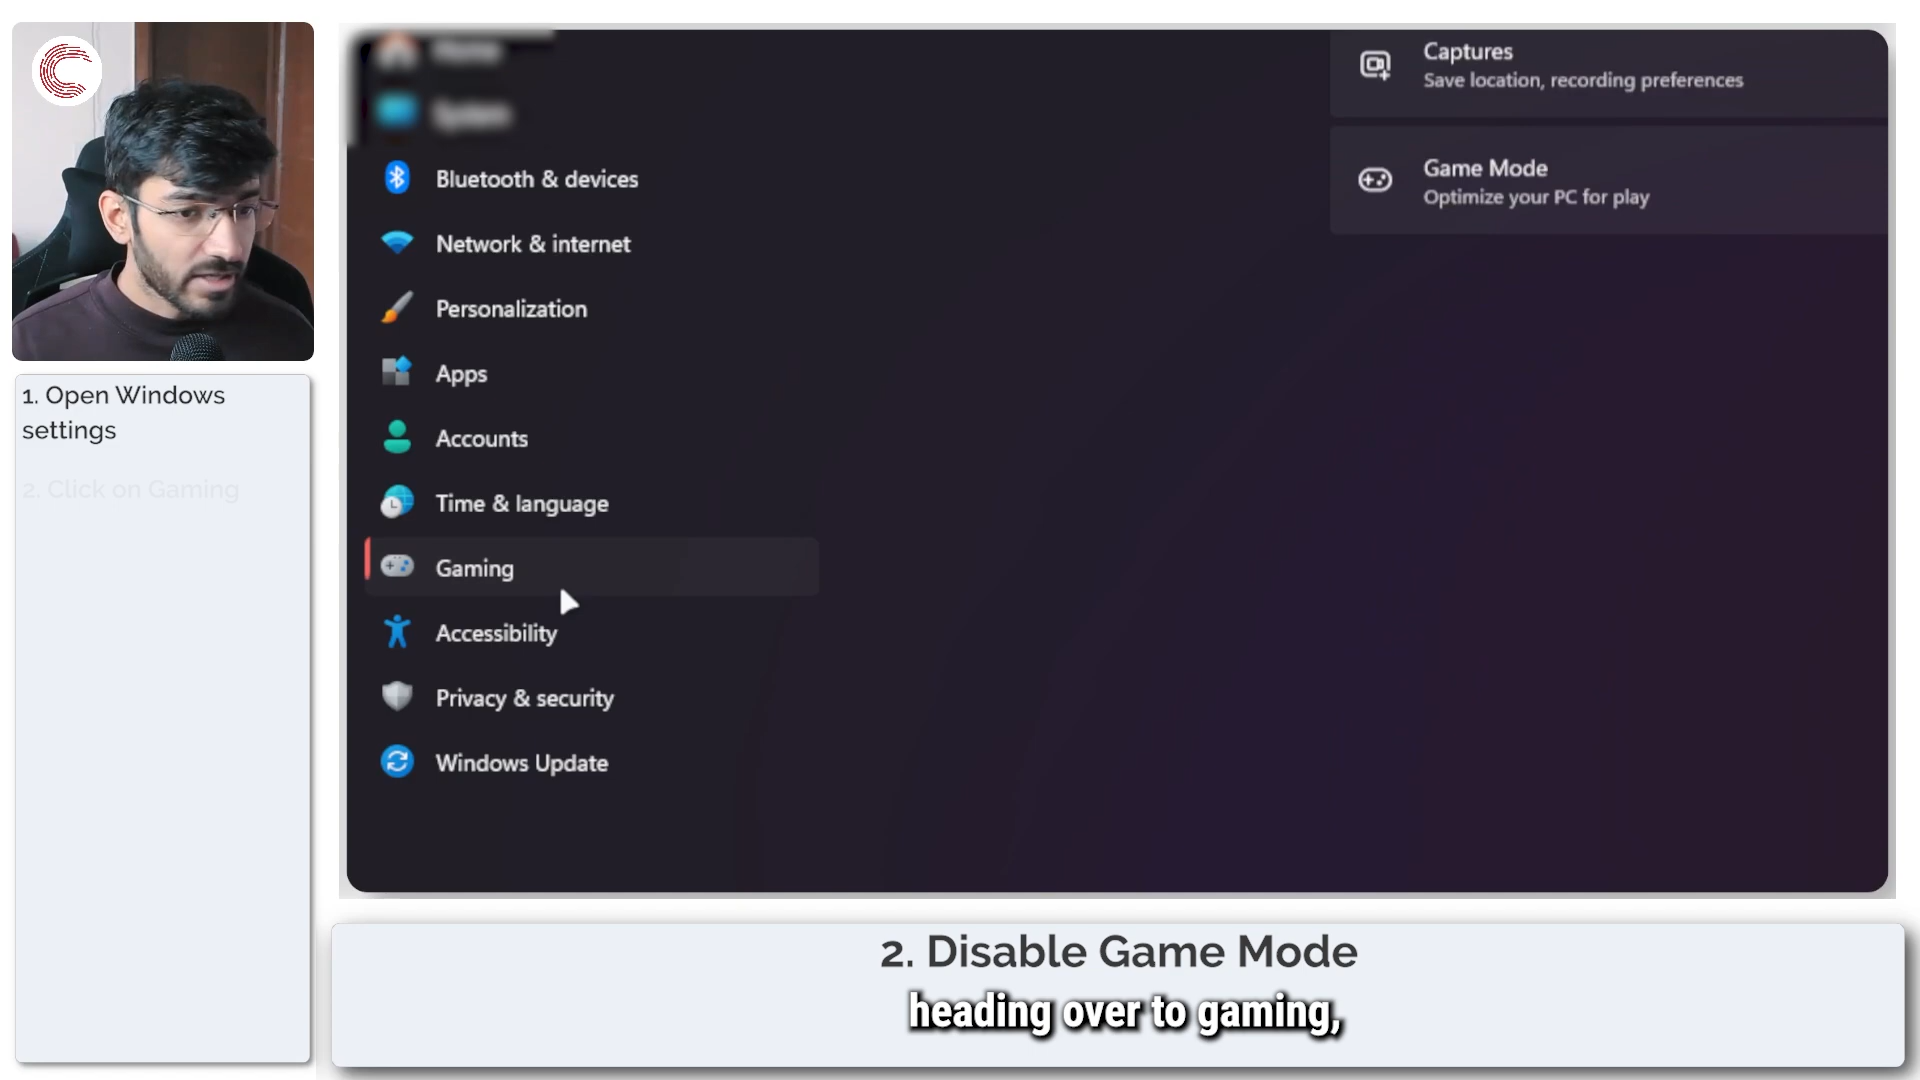 1. Open Windows
settings
2. Click on Gaming
Home
System
Bluetooth & devices
Network & internet
Personalization
Apps
Accounts
Time & language
Gaming
Accessibility
Privacy & security
Windows Update
Captures
Save location, recording preferences
Game Mode
Optimize your PC for play
2. Disable Game Mode
heading over to gaming,